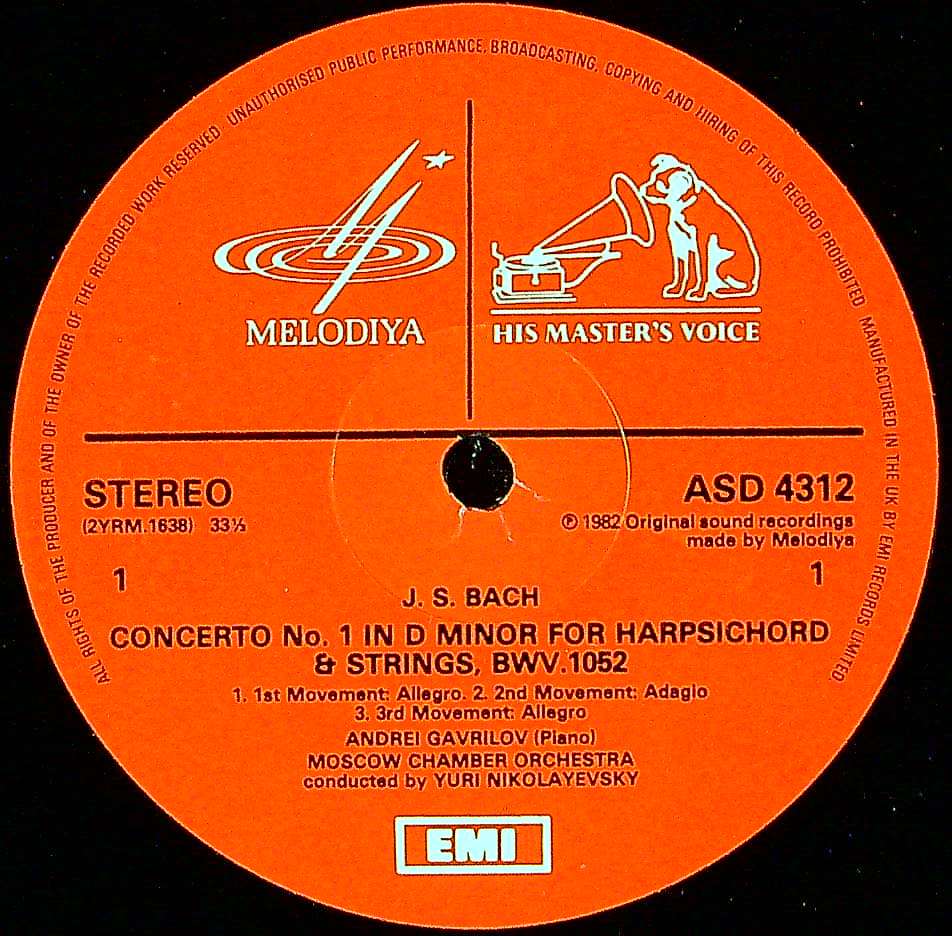 ALL RIGHTS OF THE PRODUCER AND OF THE OWNER OF THE RECORDED WORK RESERVED UNAUTHORISED PUBLIC PERFORMANCE, BROADCASTING, COPYING AND HIRING OF THIS RECORD PROHIBITED MANUFACTURED IN THE UK BY EMI RECORDS LIMITED.
MELODIYA
HIS MASTER'S VOICE
STEREO
(2YRM.1638) 33⅓
1
ASD 4312
℗ 1982 Original sound recordings
made by Melodiya
1
J. S. BACH
CONCERTO No. 1 IN D MINOR FOR HARPSICHORD
& STRINGS, BWV.1052
1. 1st Movement: Allegro. 2. 2nd Movement: Adagio
3. 3rd Movement: Allegro
ANDREI GAVRILOV (Piano)
MOSCOW CHAMBER ORCHESTRA
conducted by YURI NIKOLAYEVSKY
EMI